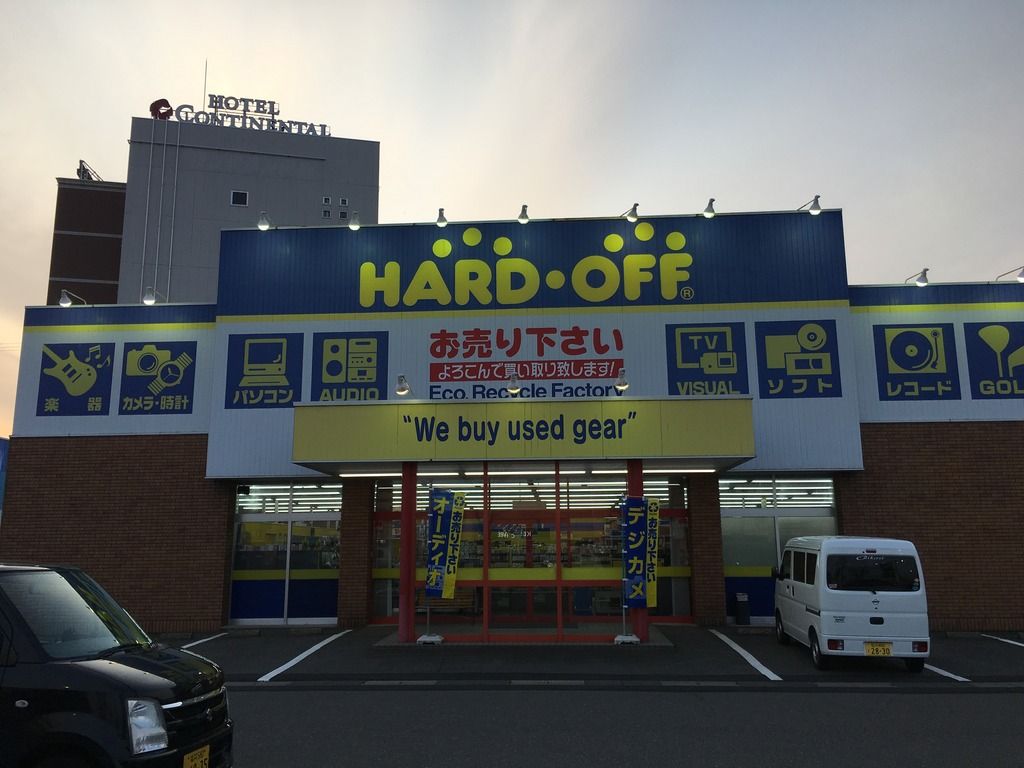 HOTEL
CONTINENTAL
HARD・OFF®
楽器
カメラ・時計
パソコン
AUDIO
お売り下さい
よろこんで買い取り致します!
Eco. Recycle Factory
TV
VISUAL
ソフト
レコード
GOL
"We buy used gear"
オーディオ
お売り下さい
デジカメ
お売り下さい
28-30